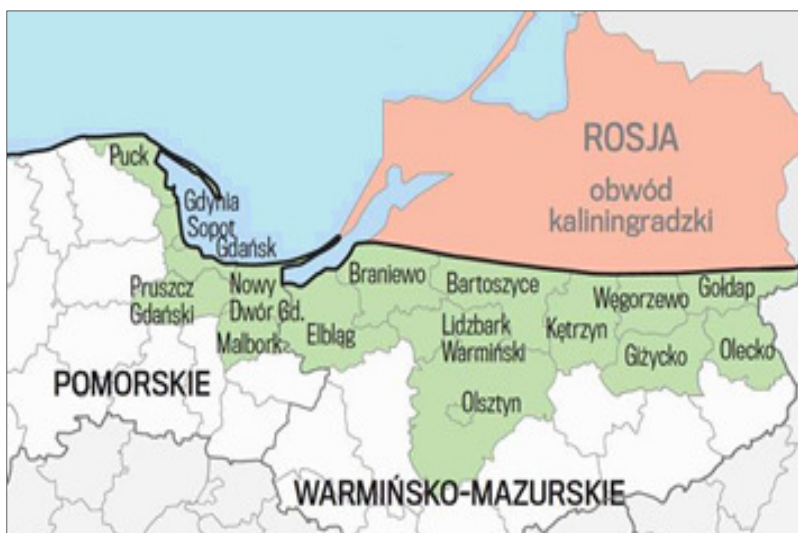 ROSJA
obwód
kaliningradzki
Puck
Gdynia
Sopot
Gdańsk
Pruszcz
Gdański
Nowy
Dwór Gd.
Malbork
Elbląg
Braniewo
Bartoszyce
Lidzbark
Warmiński
Olsztyn
Kętrzyn
Węgorzewo
Gołdap
Giżycko
Olecko
POMORSKIE
WARMIŃSKO-MAZURSKIE